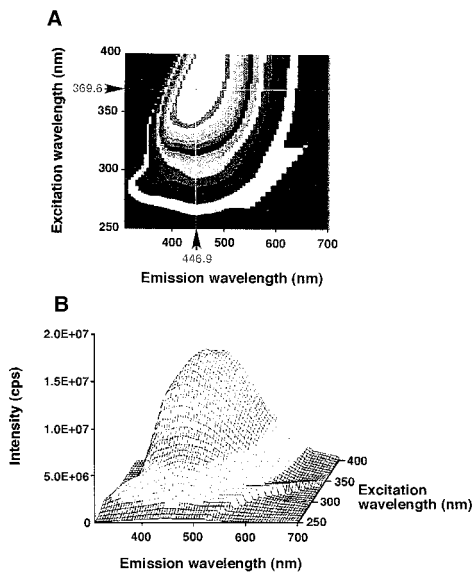 A
Excitation wavelength (nm)
400
369.6
350
300
250
400 500 600 700
446.9
Emission wavelength (nm)
B
Intensity (cps)
2.0E+07
1.5E+07
1.0E+07
5.0E+06
0
400
350
300
250
Excitation
wavelength (nm)
400 500 600 700
Emission wavelength (nm)